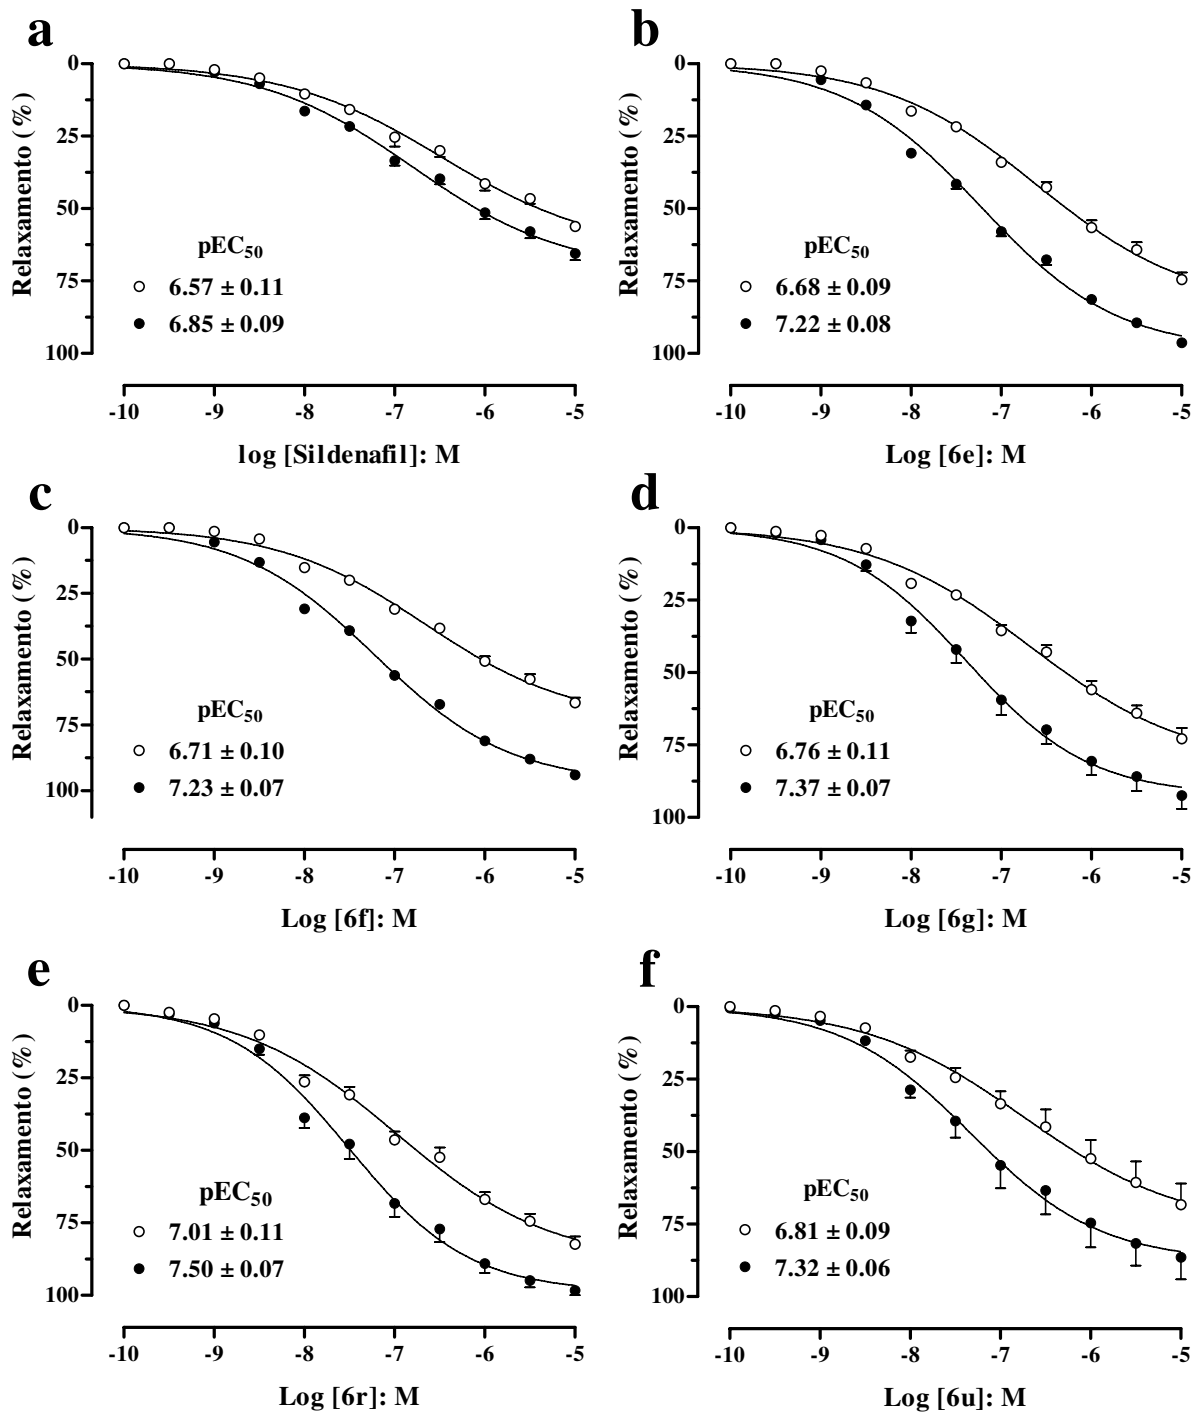 a
Relaxamento (%)
0
25
50
75
100
pEC50
6.57 ± 0.11
6.85 ± 0.09
-10 -9 -8 -7 -6 -5
log [Sildenafil]: M
b
Relaxamento (%)
0
25
50
75
100
pEC50
6.68 ± 0.09
7.22 ± 0.08
-10 -9 -8 -7 -6 -5
Log [6e]: M
c
Relaxamento (%)
0
25
50
75
100
pEC50
6.71 ± 0.10
7.23 ± 0.07
-10 -9 -8 -7 -6 -5
Log [6f]: M
d
Relaxamento (%)
0
25
50
75
100
pEC50
6.76 ± 0.11
7.37 ± 0.07
-10 -9 -8 -7 -6 -5
Log [6g]: M
e
Relaxamento (%)
0
25
50
75
100
pEC50
7.01 ± 0.11
7.50 ± 0.07
-10 -9 -8 -7 -6 -5
Log [6r]: M
f
Relaxamento (%)
0
25
50
75
100
pEC50
6.81 ± 0.09
7.32 ± 0.06
-10 -9 -8 -7 -6 -5
Log [6u]: M